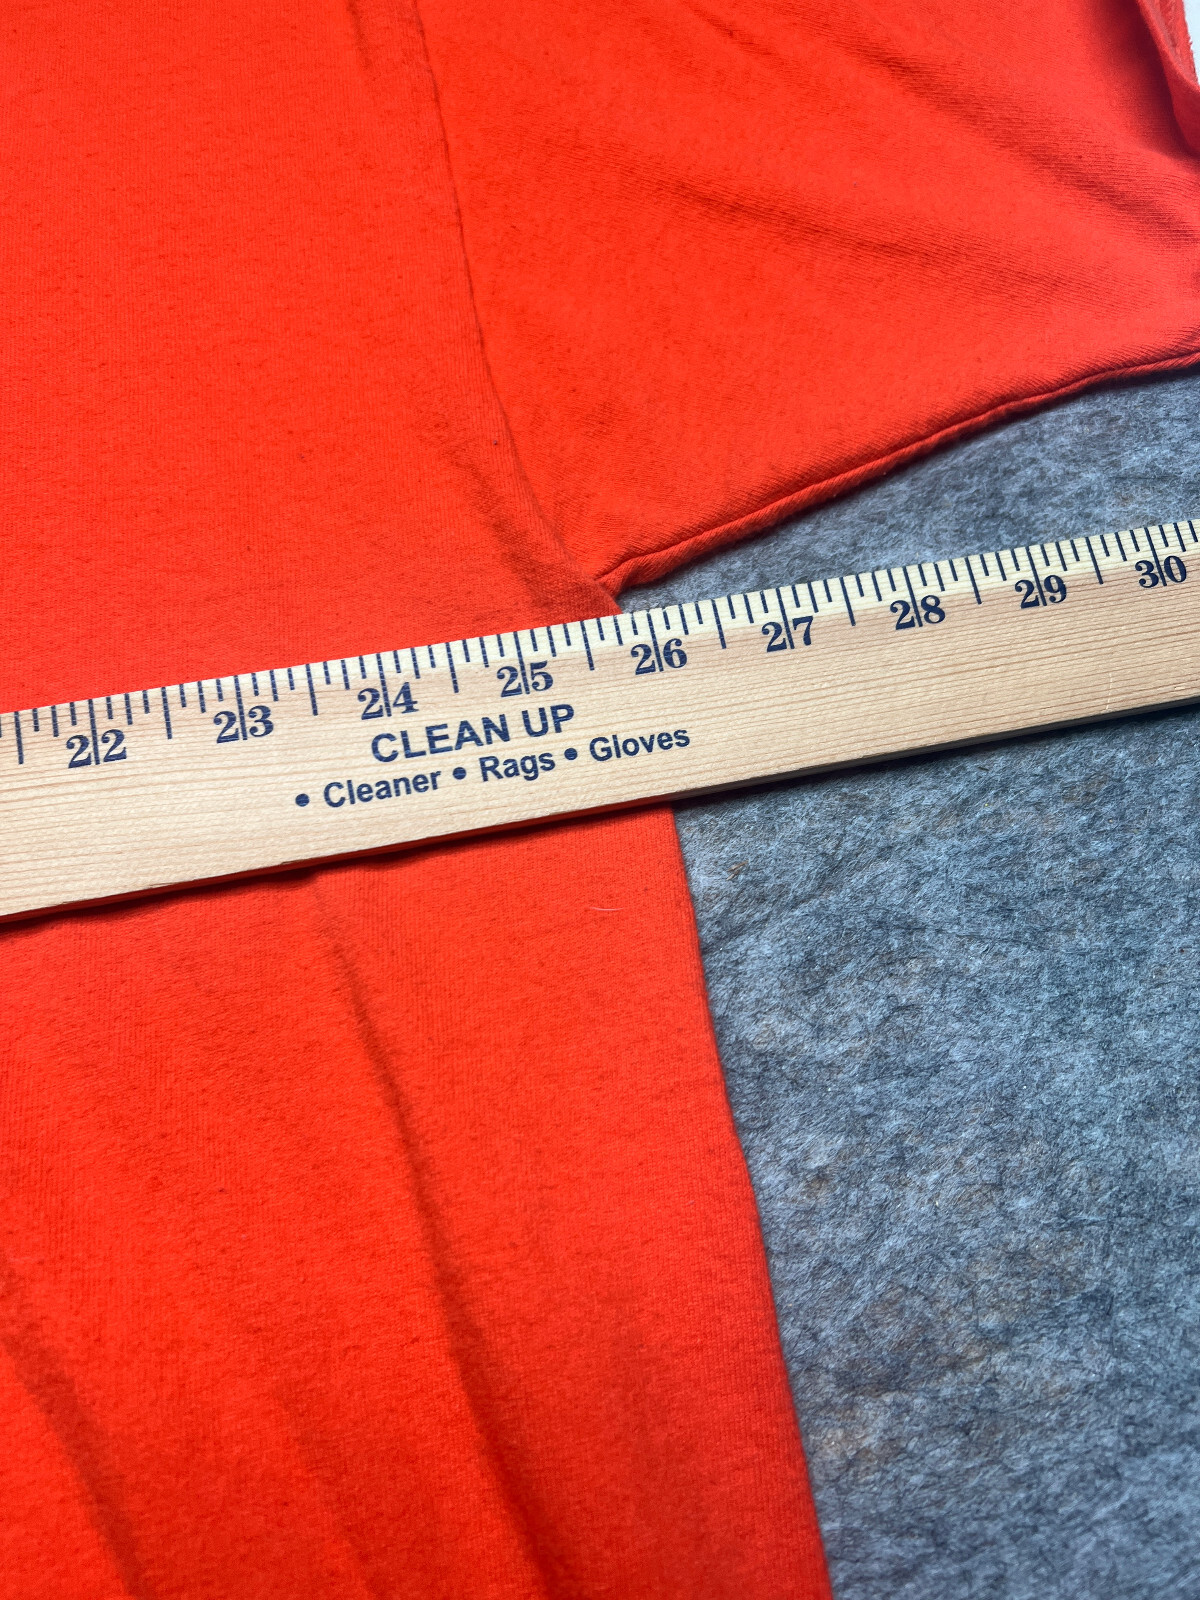 22 23 24 25 26 27 28 29 30
CLEAN UP
• Cleaner • Rags • Gloves